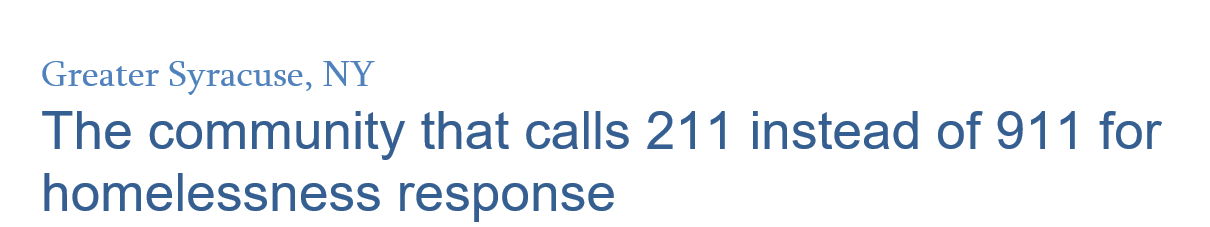 Greater Syracuse, NY
The community that calls 211 instead of 911 for
homelessness response